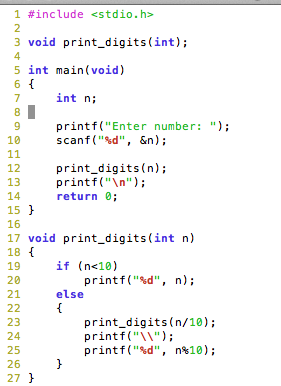 1 #include <stdio.h>
2
3 void print_digits(int);
4
5 int main(void)
6 {
7     int n;
8
9     printf("Enter number: ");
10     scanf("%d", &n);
11
12     print_digits(n);
13     printf("\n");
14     return 0;
15 }
16
17 void print_digits(int n)
18 {
19     if (n<10)
20         printf("%d", n);
21     else
22     {
23         print_digits(n/10);
24         printf("\\");
25         printf("%d", n%10);
26     }
27 }